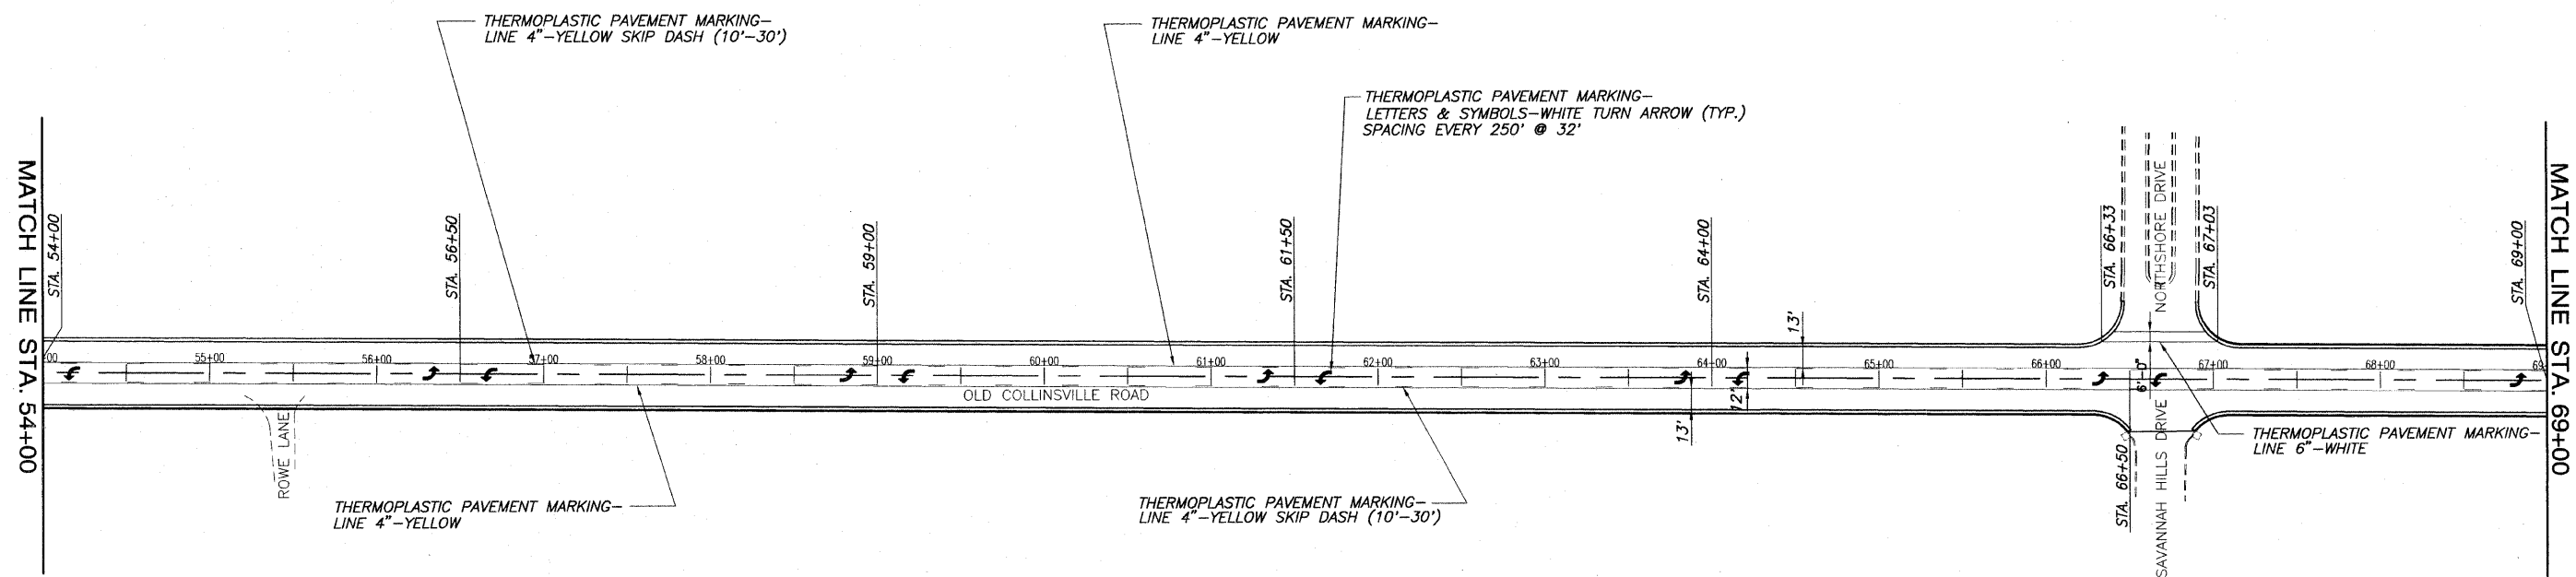 THERMOPLASTIC PAVEMENT MARKING–
LINE 4"–YELLOW SKIP DASH (10'–30')
THERMOPLASTIC PAVEMENT MARKING–
LINE 4"–YELLOW
THERMOPLASTIC PAVEMENT MARKING–
LETTERS & SYMBOLS–WHITE TURN ARROW (TYP.)
SPACING EVERY 250' @ 32'
MATCH LINE STA. 54+00
STA. 54+00
STA. 56+50
STA. 59+00
STA. 61+50
STA. 64+00
13'
STA. 66+33
NORTHSHORE DRIVE
STA. 67+03
STA. 69+00
MATCH LINE STA. 69+00
00
55+00
56+00
57+00
58+00
59+00
60+00
61+00
62+00
63+00
64+00
65+00
66+00
67+00
68+00
69
6'–0"
12'
13'
OLD COLLINSVILLE ROAD
ROWE LANE
STA. 66+50
SAVANNAH HILLS DRIVE
THERMOPLASTIC PAVEMENT MARKING–
LINE 6"–WHITE
THERMOPLASTIC PAVEMENT MARKING–
LINE 4"–YELLOW
THERMOPLASTIC PAVEMENT MARKING–
LINE 4"–YELLOW SKIP DASH (10'–30')